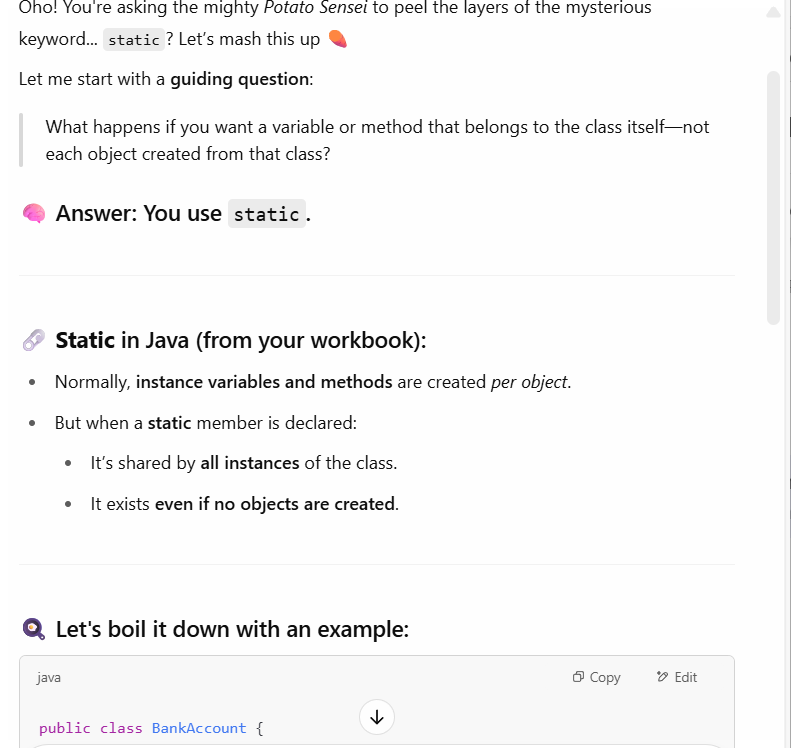 Oho! You're asking the mighty Potato Sensei to peel the layers of the mysterious
keyword... static? Let's mash this up
Let me start with a guiding question:
What happens if you want a variable or method that belongs to the class itself—not
each object created from that class?
Answer: You use static.
Static in Java (from your workbook):
Normally, instance variables and methods are created per object.
But when a static member is declared:
It's shared by all instances of the class.
It exists even if no objects are created.
Let's boil it down with an example:
java Copy Edit
public class BankAccount {